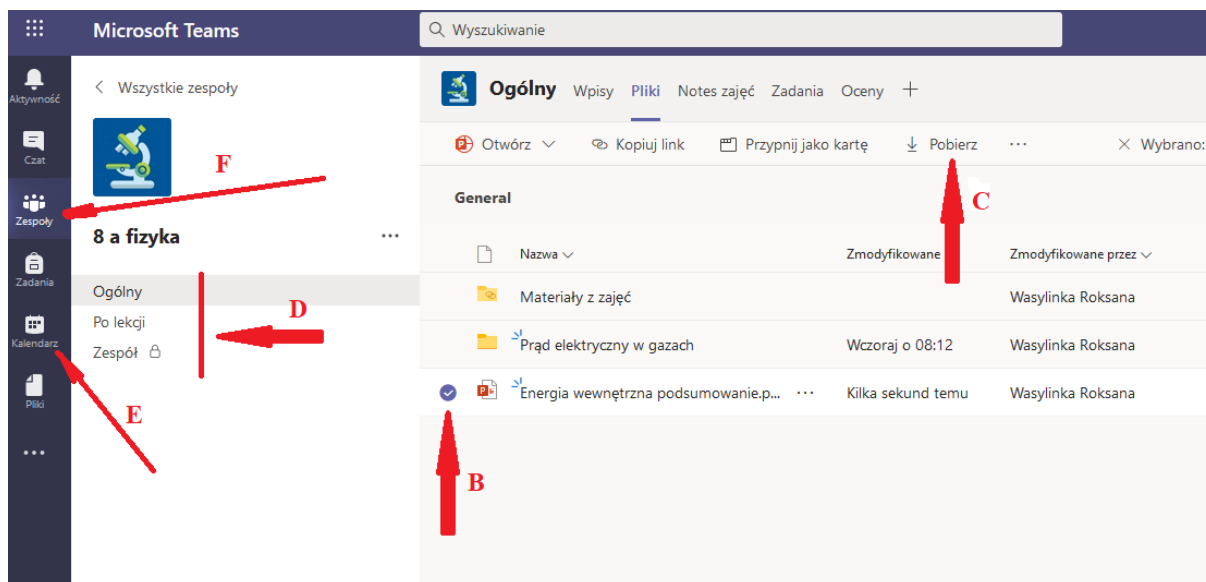 Microsoft Teams
Wyszukiwanie
Aktywność
Czat
Zespoły
Zadania
Kalendarz
Pliki
Wszystkie zespoły
F
8 a fizyka
Ogólny
Po lekcji
Zespół
D
E
Ogólny Wpisy Pliki Notes zajęć Zadania Oceny
Otwórz Kopiuj link Przypnij jako kartę Pobierz Wybrano:
General
C
Nazwa Zmodyfikowane Zmodyfikowane przez
Materiały z zajęć Wasylinka Roksana
Prąd elektryczny w gazach Wczoraj o 08:12 Wasylinka Roksana
Energia wewnętrzna podsumowanie.p... Kilka sekund temu Wasylinka Roksana
B